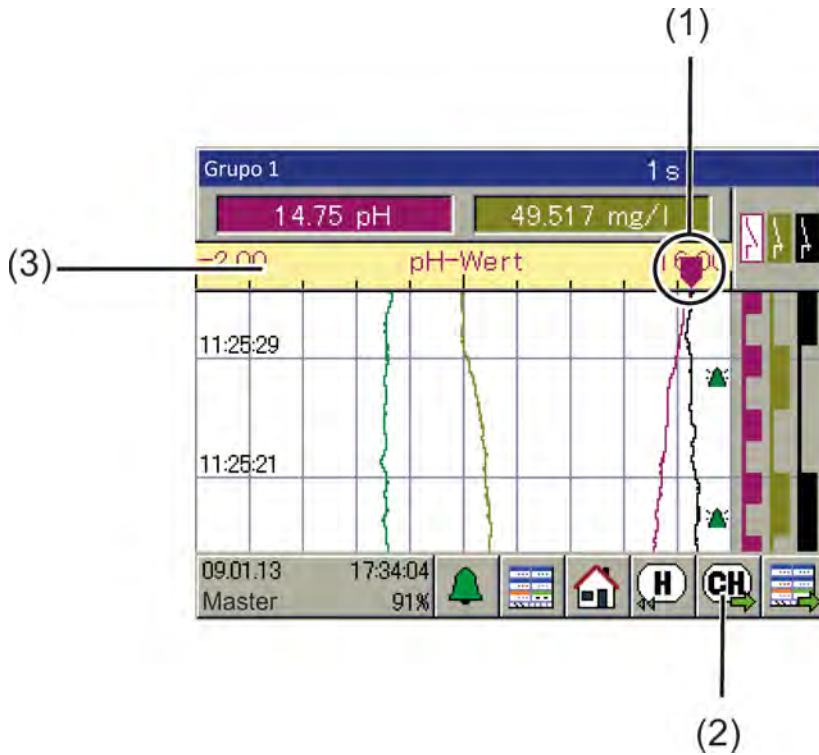 (1)
Grupo 1 1 s
14.75 pH 49.517 mg/l
(3)
-2.00 pH-Wert
11:25:29
11:25:21
09.01.13 17:34:04
Master 91%
H
CH
(2)